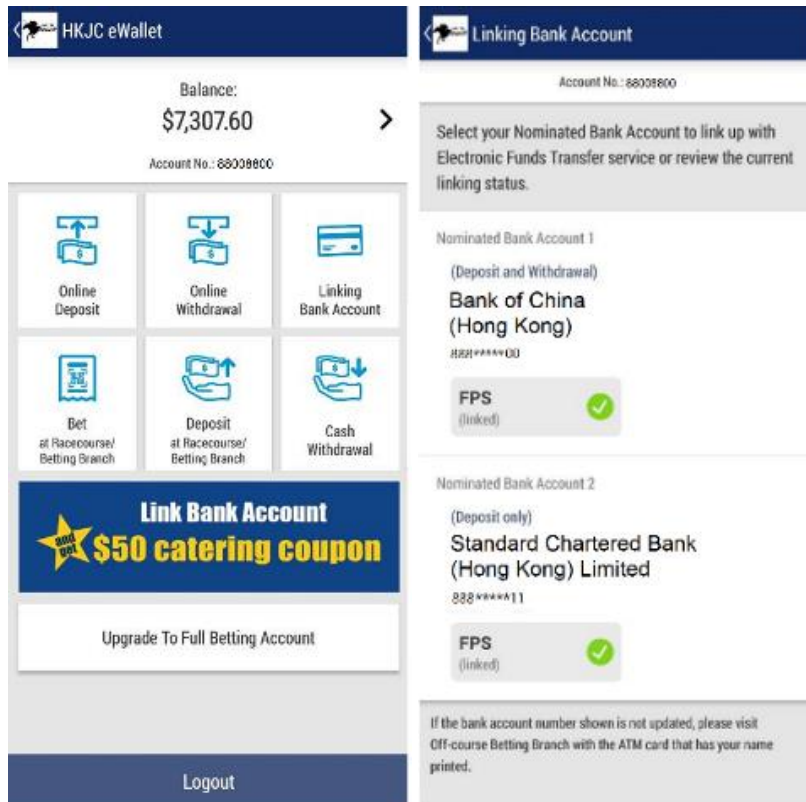 HKJC eWallet
Balance:
$7,307.60
Account No.: 88008800
Online
Deposit
Online
Withdrawal
Linking
Bank Account
Bet
at Racecourse/
Betting Branch
Deposit
at Racecourse/
Betting Branch
Cash
Withdrawal
Link Bank Account
and get
$50 catering coupon
Upgrade To Full Betting Account
Logout
Linking Bank Account
Account No.: 88008800
Select your Nominated Bank Account to link up with
Electronic Funds Transfer service or review the current
linking status.
Nominated Bank Account 1
(Deposit and Withdrawal)
Bank of China
(Hong Kong)
888*****00
FPS
(linked)
Nominated Bank Account 2
(Deposit only)
Standard Chartered Bank
(Hong Kong) Limited
888*****11
FPS
(linked)
If the bank account number shown is not updated, please visit
Off-course Betting Branch with the ATM card that has your name
printed.